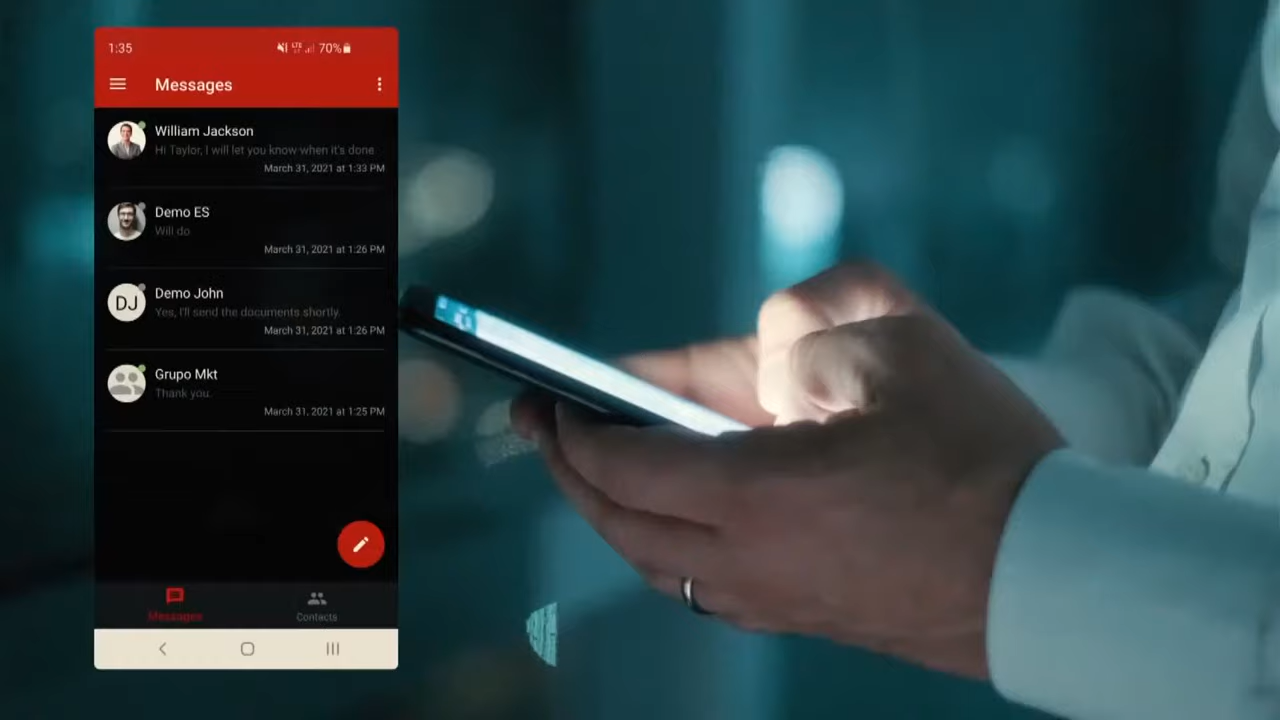 1:35 LTE 70%
Messages
William Jackson
Hi Taylor, I will let you know when it's done
March 31, 2021 at 1:33 PM
Demo ES
Will do
March 31, 2021 at 1:26 PM
DJ
Demo John
Yes, I'll send the documents shortly.
March 31, 2021 at 1:26 PM
Grupo Mkt
Thank you.
March 31, 2021 at 1:25 PM
Messages Contacts